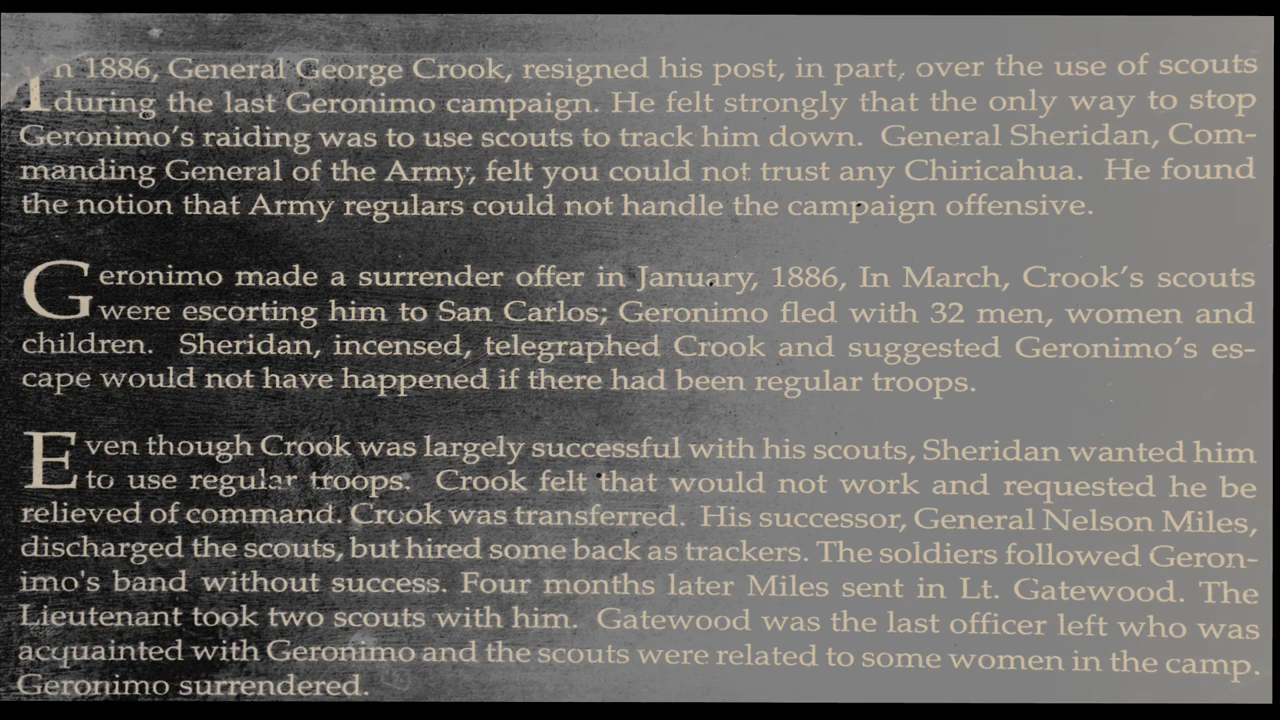 In 1886, General George Crook, resigned his post, in part, over the use of scouts
during the last Geronimo campaign. He felt strongly that the only way to stop
Geronimo's raiding was to use scouts to track him down. General Sheridan, Com-
manding General of the Army, felt you could not trust any Chiricahua. He found
the notion that Army regulars could not handle the campaign offensive.
Geronimo made a surrender offer in January, 1886, In March, Crook's scouts
were escorting him to San Carlos; Geronimo fled with 32 men, women and
children. Sheridan, incensed, telegraphed Crook and suggested Geronimo's es-
cape would not have happened if there had been regular troops.
Even though Crook was largely successful with his scouts, Sheridan wanted him
to use regular troops. Crook felt that would not work and requested he be
relieved of command. Crook was transferred. His successor, General Nelson Miles,
discharged the scouts, but hired some back as trackers. The soldiers followed Geron-
imo's band without success. Four months later Miles sent in Lt. Gatewood. The
Lieutenant took two scouts with him. Gatewood was the last officer left who was
acquainted with Geronimo and the scouts were related to some women in the camp.
Geronimo surrendered.